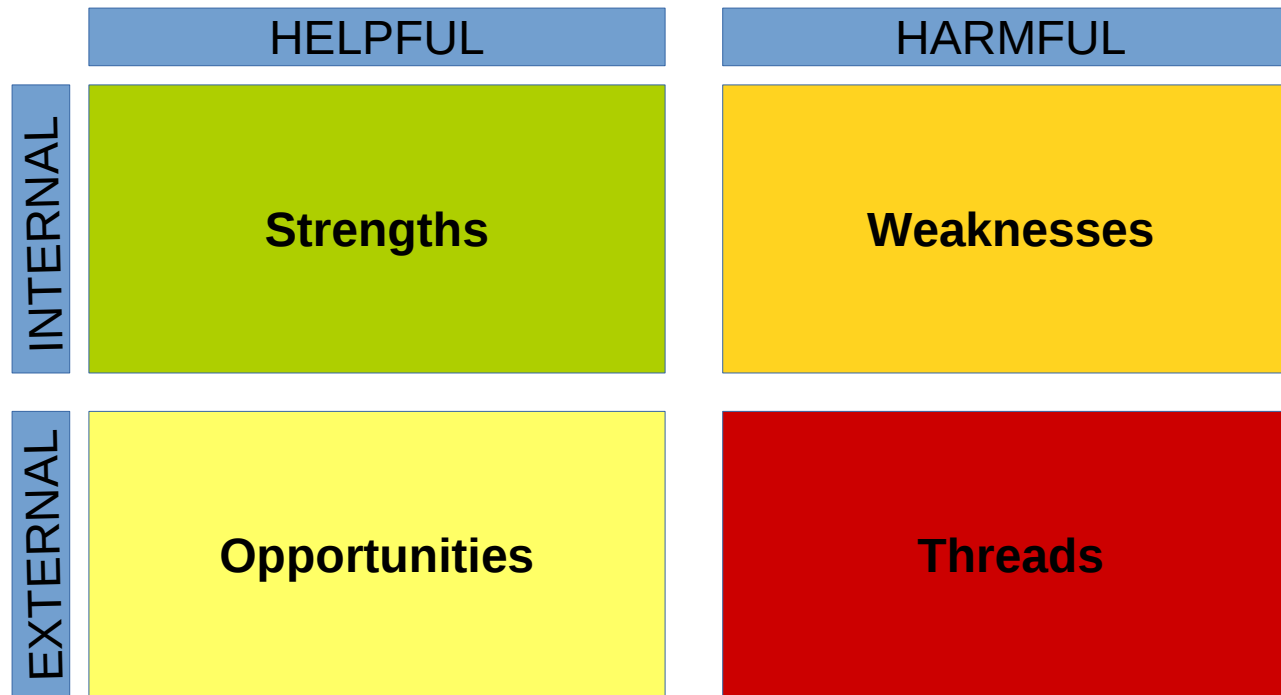 HELPFUL
HARMFUL
INTERNAL
Strengths
Weaknesses
EXTERNAL
Opportunities
Threads